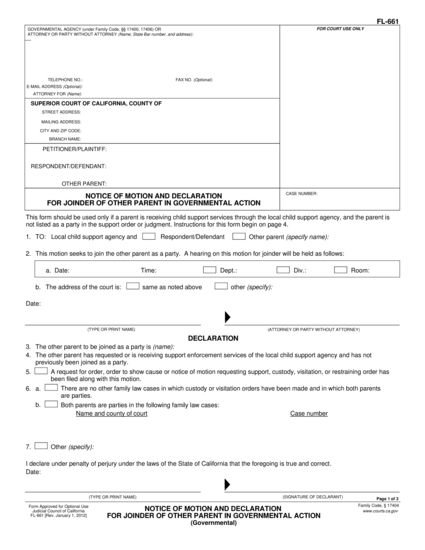 FL-661
GOVERNMENTAL AGENCY (under Family Code, §§ 17400, 17406) OR
ATTORNEY OR PARTY WITHOUT ATTORNEY (Name, State Bar number, and address):
FOR COURT USE ONLY
TELEPHONE NO.: FAX NO. (Optional):
E-MAIL ADDRESS (Optional):
ATTORNEY FOR (Name):
SUPERIOR COURT OF CALIFORNIA, COUNTY OF
STREET ADDRESS:
MAILING ADDRESS:
CITY AND ZIP CODE:
BRANCH NAME:
PETITIONER/PLAINTIFF:
RESPONDENT/DEFENDANT:
OTHER PARENT:
NOTICE OF MOTION AND DECLARATION
FOR JOINDER OF OTHER PARENT IN GOVERNMENTAL ACTION
CASE NUMBER:
This form should be used only if a parent is receiving child support services through the local child support agency, and the parent is
not listed as a party in the support order or judgment. Instructions for this form begin on page 4.
1. TO: Local child support agency and Respondent/Defendant Other parent (specify name):
2. This motion seeks to join the other parent as a party. A hearing on this motion for joinder will be held as follows:
a. Date: Time: Dept.: Div.: Room:
b. The address of the court is: same as noted above other (specify):
Date:
(TYPE OR PRINT NAME) (ATTORNEY OR PARTY WITHOUT ATTORNEY)
DECLARATION
3. The other parent to be joined as a party is (name):
4. The other parent has requested or is receiving support enforcement services of the local child support agency and has not
previously been joined as a party.
5. A request for order, order to show cause or notice of motion requesting support, custody, visitation, or restraining order has
been filed along with this motion.
6. a. There are no other family law cases in which custody or visitation orders have been made and in which both parents
are parties.
b. Both parents are parties in the following family law cases:
Name and county of court Case number
7. Other (specify):
I declare under penalty of perjury under the laws of the State of California that the foregoing is true and correct.
Date:
(TYPE OR PRINT NAME) (SIGNATURE OF DECLARANT)
Page 1 of 3
Form Approved for Optional Use
Judicial Council of California
FL-661 [Rev. January 1, 2012]
NOTICE OF MOTION AND DECLARATION
FOR JOINDER OF OTHER PARENT IN GOVERNMENTAL ACTION
(Governmental)
Family Code, § 17404
www.courts.ca.gov